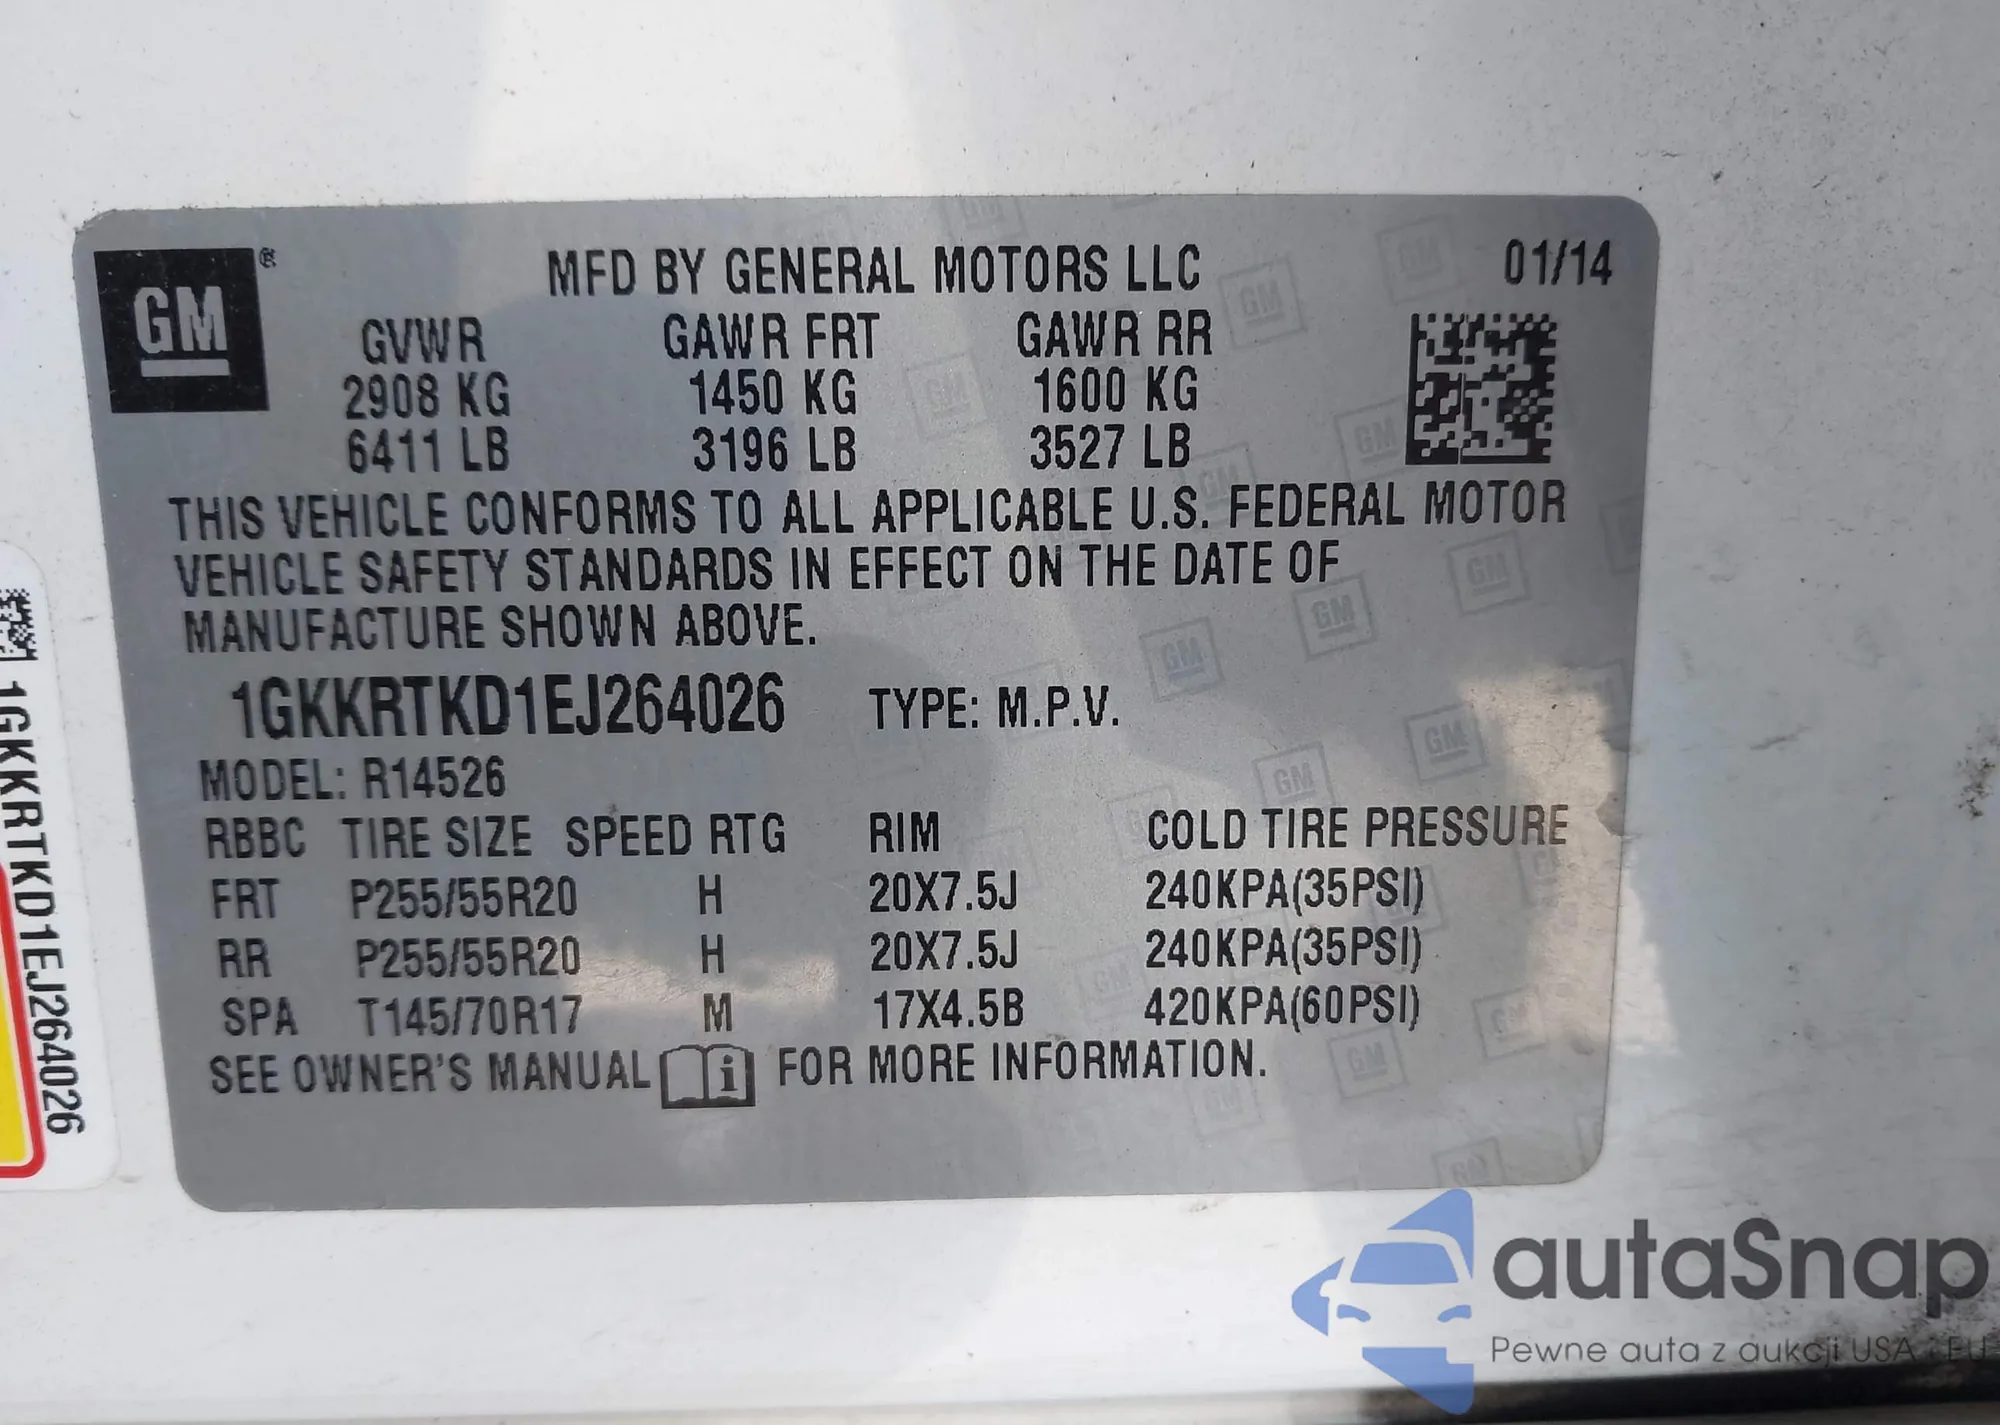 GM ®
MFD BY GENERAL MOTORS LLC 01/14
GVWR GAWR FRT GAWR RR
2908 KG 1450 KG 1600 KG
6411 LB 3196 LB 3527 LB
THIS VEHICLE CONFORMS TO ALL APPLICABLE U.S. FEDERAL MOTOR
VEHICLE SAFETY STANDARDS IN EFFECT ON THE DATE OF
MANUFACTURE SHOWN ABOVE.
1GKKRTKD1EJ264026 TYPE: M.P.V.
MODEL: R14526
RBBC TIRE SIZE SPEED RTG RIM COLD TIRE PRESSURE
FRT P255/55R20 H 20X7.5J 240KPA(35PSI)
RR P255/55R20 H 20X7.5J 240KPA(35PSI)
SPA T145/70R17 M 17X4.5B 420KPA(60PSI)
SEE OWNER'S MANUAL i FOR MORE INFORMATION.
1GKKRTKD1EJ264026
autaSnap
Pewne auta z aukcji USA i EU